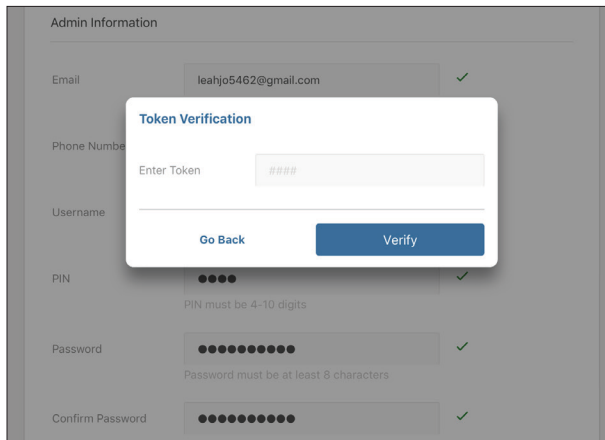 Admin Information
Email leahjo5462@gmail.com
Token Verification
Phone Numbe
Enter Token ####
Username
Go Back Verify
PIN ●●●●
PIN must be 4-10 digits
Password ●●●●●●●●●●
Password must be at least 8 characters
Confirm Password ●●●●●●●●●●